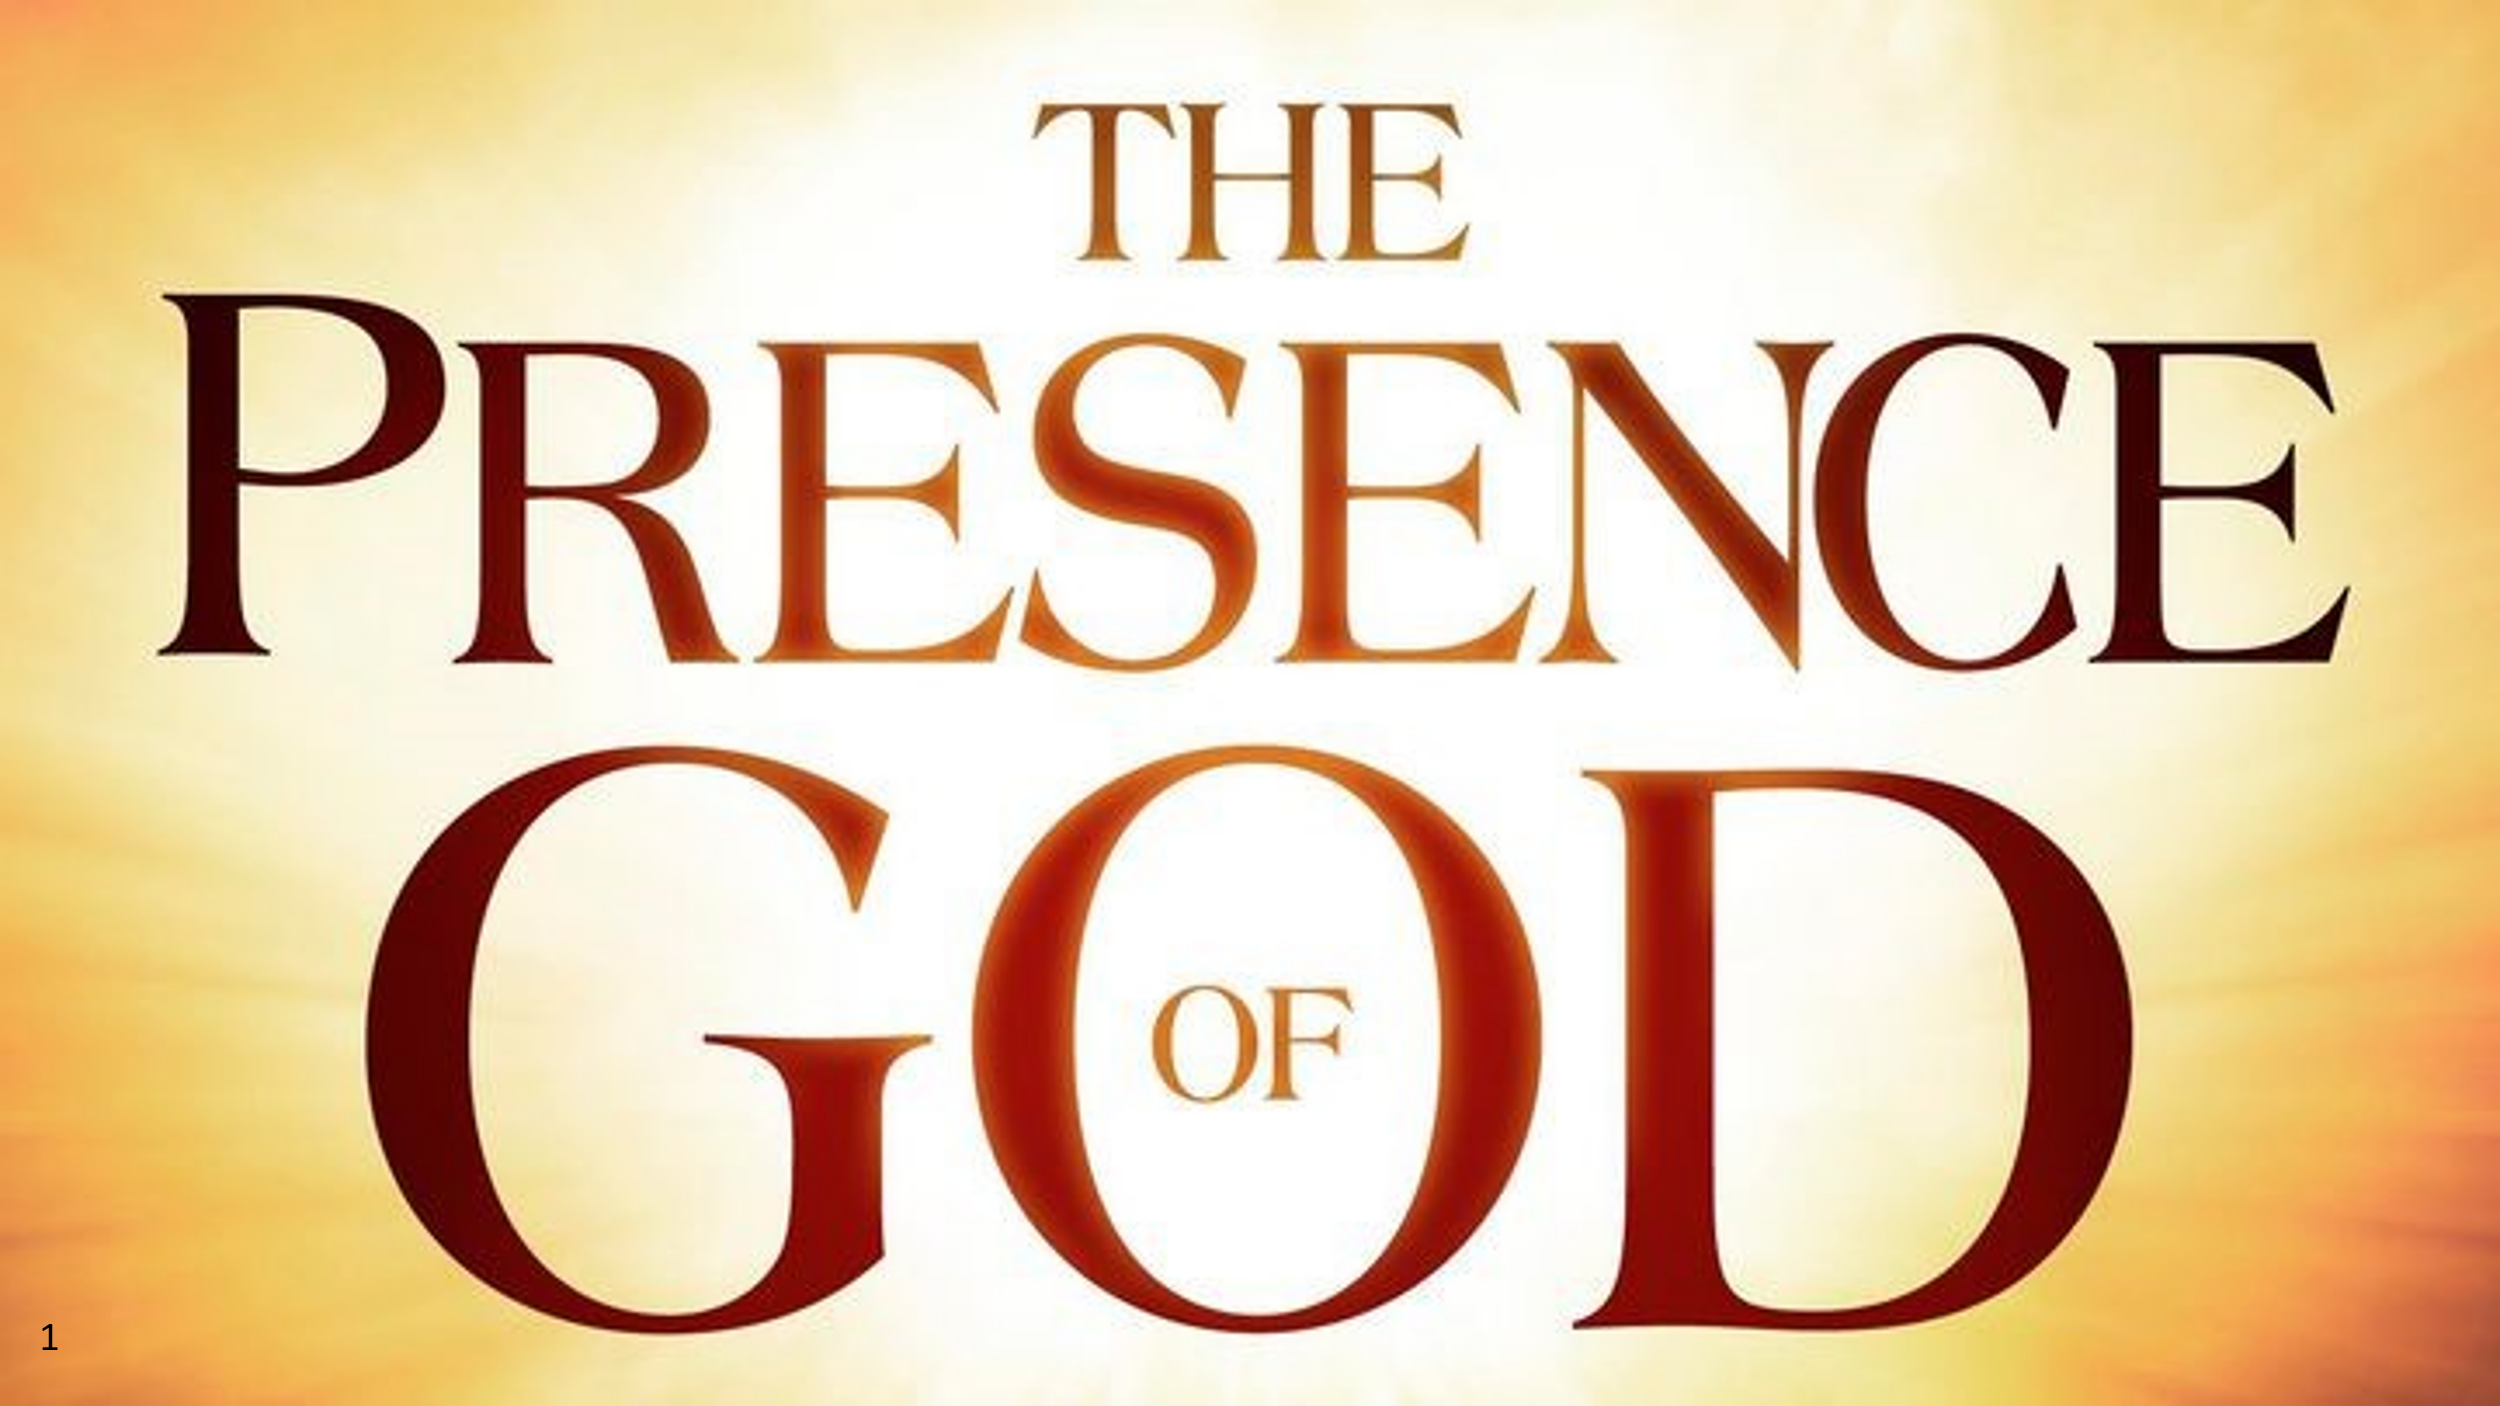 THE
PRESENCE
OF
GOD
1